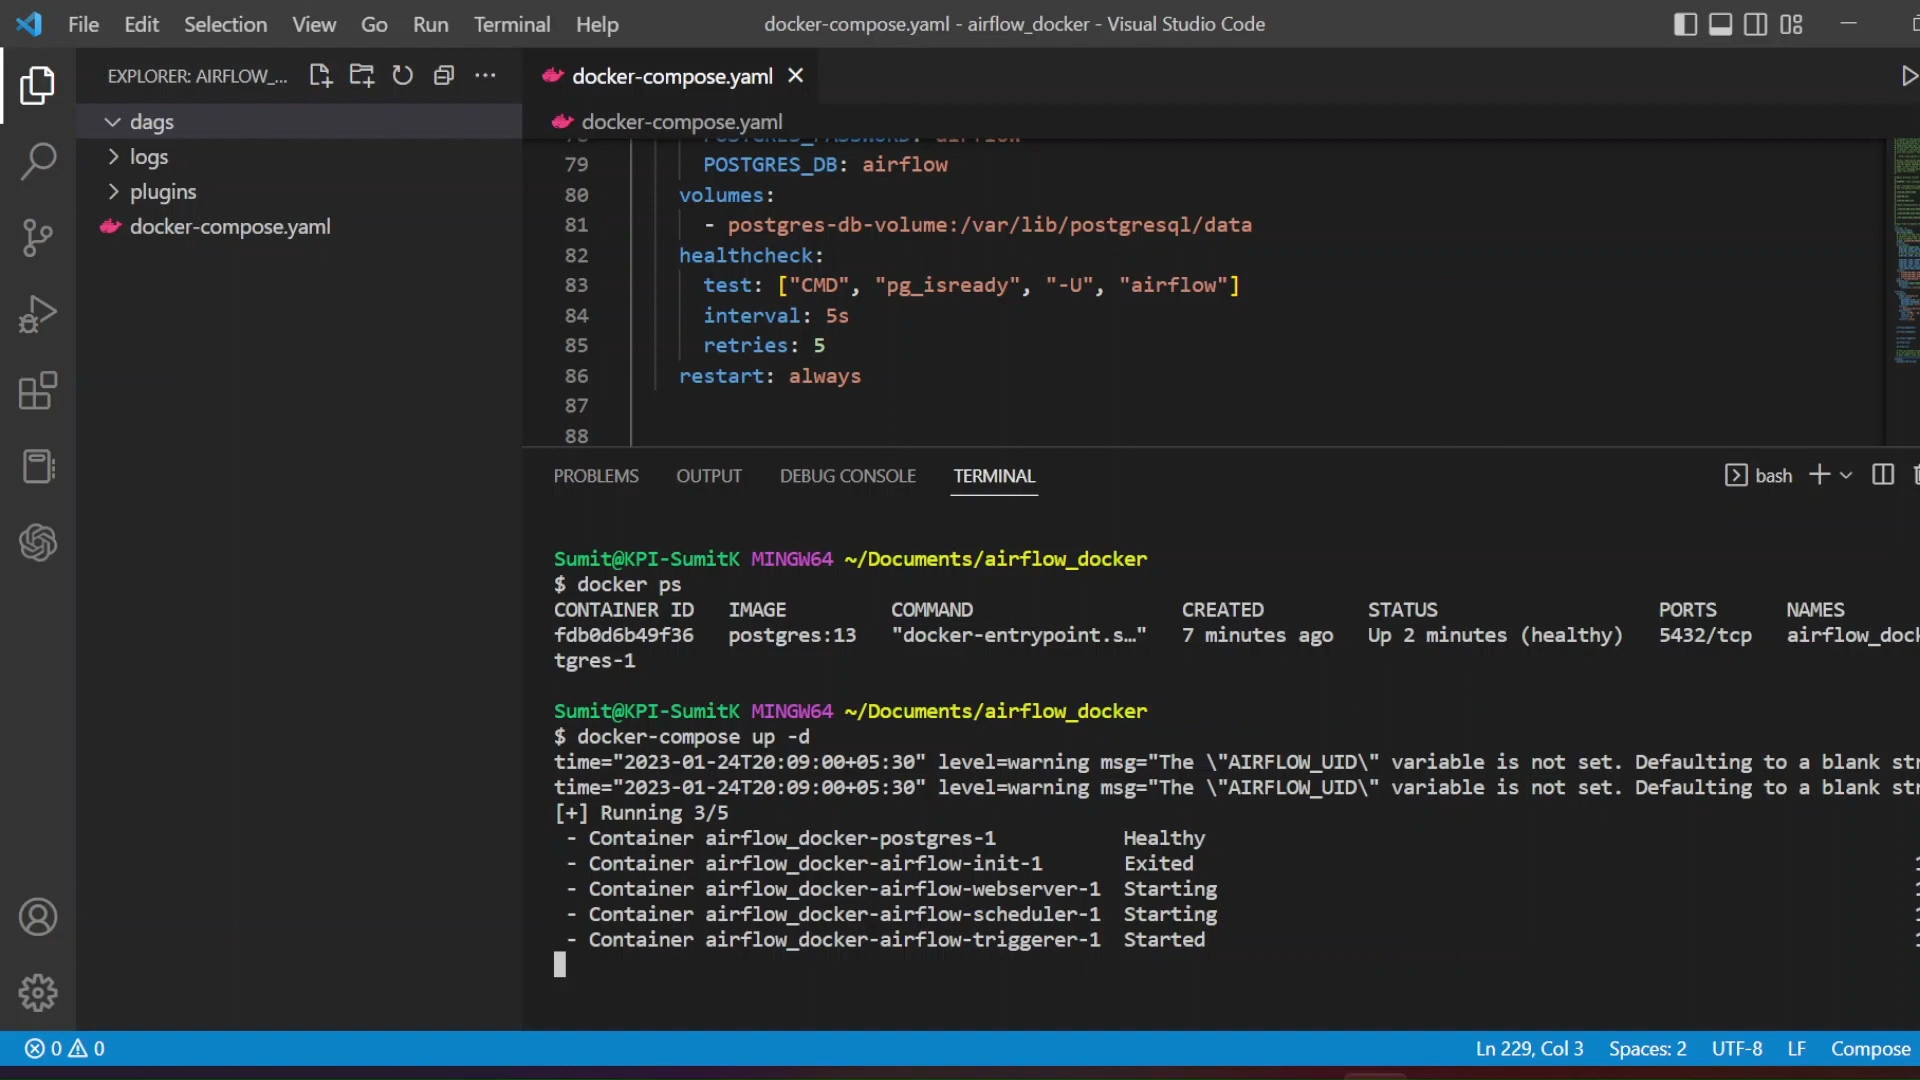 File Edit Selection View Go Run Terminal Help docker-compose.yaml - airflow_docker - Visual Studio Code
EXPLORER: AIRFLOW_...
docker-compose.yaml
dags
logs
plugins
docker-compose.yaml
docker-compose.yaml
78 POSTGRES_PASSWORD: airflow
79 POSTGRES_DB: airflow
80 volumes:
81 - postgres-db-volume:/var/lib/postgresql/data
82 healthcheck:
83 test: ["CMD", "pg_isready", "-U", "airflow"]
84 interval: 5s
85 retries: 5
86 restart: always
87
88
PROBLEMS OUTPUT DEBUG CONSOLE TERMINAL bash
Sumit@KPI-SumitK MINGW64 ~/Documents/airflow_docker
$ docker ps
CONTAINER ID IMAGE COMMAND CREATED STATUS PORTS NAMES
fdb0d6b49f36 postgres:13 "docker-entrypoint.s…" 7 minutes ago Up 2 minutes (healthy) 5432/tcp airflow_dock
tgres-1
Sumit@KPI-SumitK MINGW64 ~/Documents/airflow_docker
$ docker-compose up -d
time="2023-01-24T20:09:00+05:30" level=warning msg="The \"AIRFLOW_UID\" variable is not set. Defaulting to a blank str
time="2023-01-24T20:09:00+05:30" level=warning msg="The \"AIRFLOW_UID\" variable is not set. Defaulting to a blank str
[+] Running 3/5
- Container airflow_docker-postgres-1 Healthy
- Container airflow_docker-airflow-init-1 Exited
- Container airflow_docker-airflow-webserver-1 Starting
- Container airflow_docker-airflow-scheduler-1 Starting
- Container airflow_docker-airflow-triggerer-1 Started
0 0 Ln 229, Col 3 Spaces: 2 UTF-8 LF Compose